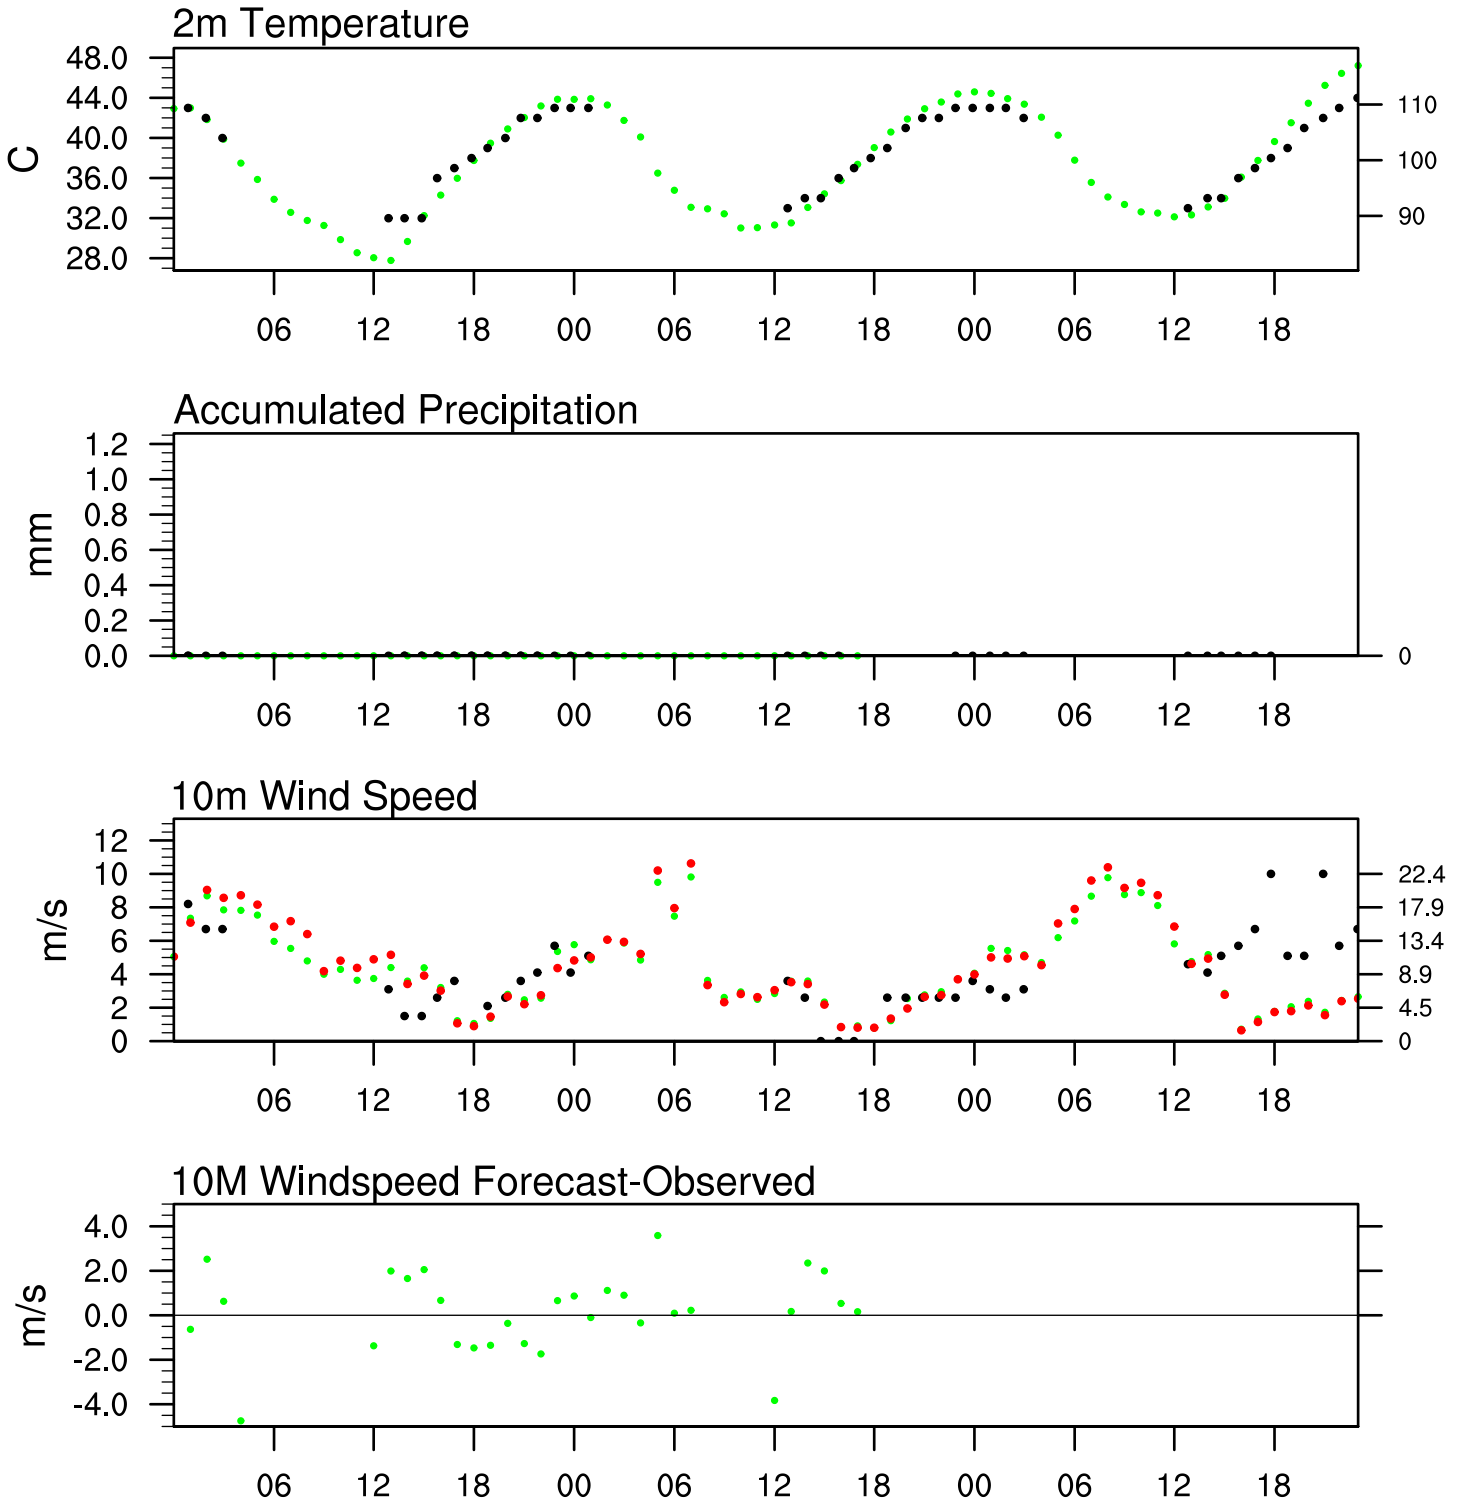 2m Temperature
48.0
44.0 110
40.0
C
36.0 100
32.0 90
28.0
06 12 18 00 06 12 18 00 06 12 18
Accumulated Precipitation
1.2
1.0
0.8
mm
0.6
0.4
0.2
0.0 0
06 12 18 00 06 12 18 00 06 12 18
10m Wind Speed
12
10 22.4
8 17.9
m/s
6 13.4
4 8.9
2 4.5
0 0
06 12 18 00 06 12 18 00 06 12 18
10M Windspeed Forecast-Observed
4.0
2.0
m/s
0.0
-2.0
-4.0
06 12 18 00 06 12 18 00 06 12 18